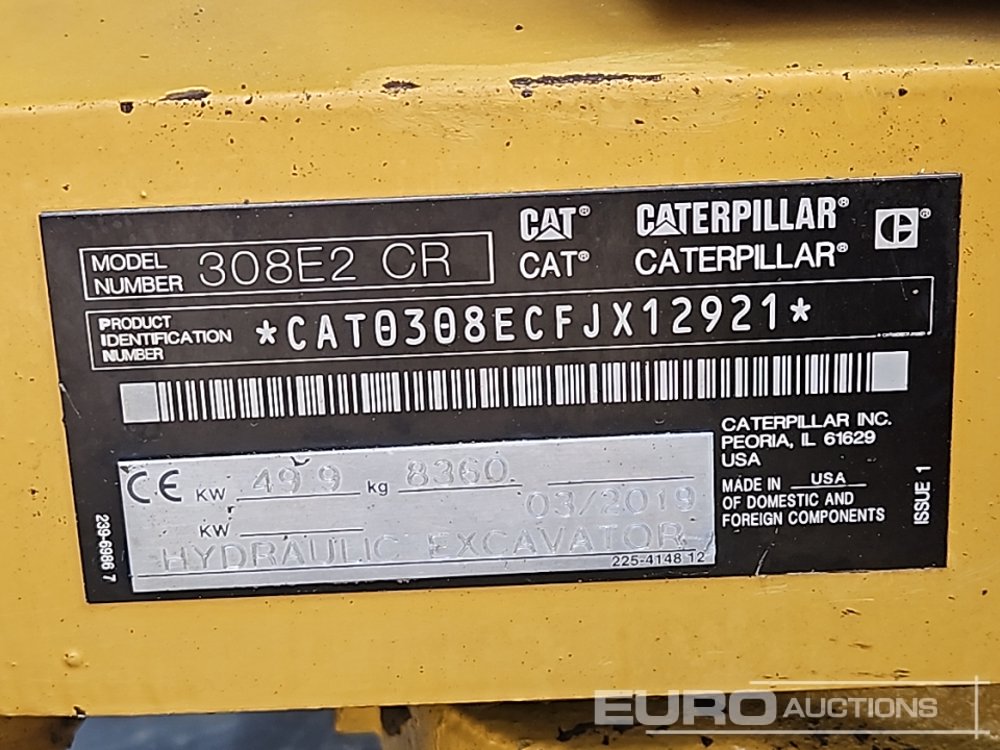 MODEL NUMBER 308E2 CR
CAT® CATERPILLAR®
CAT® CATERPILLAR®
PRODUCT IDENTIFICATION NUMBER *CAT0308ECFJX12921*
CATERPILLAR INC.
PEORIA, IL 61629
USA
MADE IN USA
OF DOMESTIC AND
FOREIGN COMPONENTS
ISSUE 1
239-6986 7
CE KW 49.9 kg 8360
KW 03/2019
HYDRAULIC EXCAVATOR
225-4148 12
EURO AUCTIONS